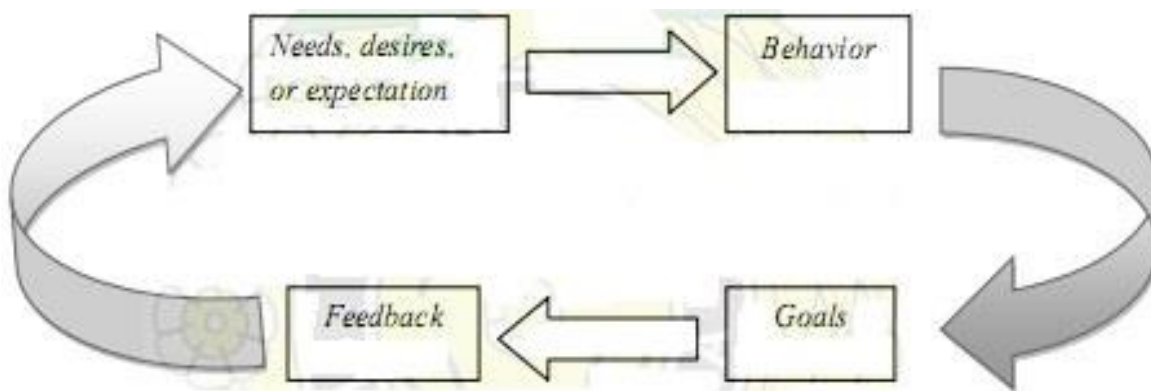 Needs, desires,
or expectation
Behavior
Feedback
Goals